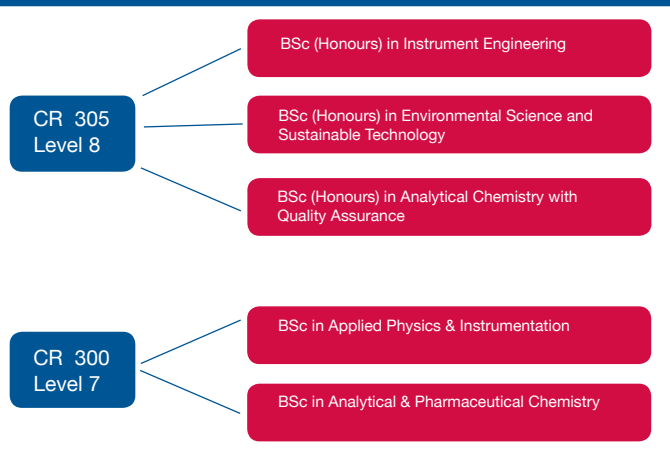 BSc (Honours) in Instrument Engineering
CR 305
Level 8
BSc (Honours) in Environmental Science and
Sustainable Technology
BSc (Honours) in Analytical Chemistry with
Quality Assurance
BSc in Applied Physics & Instrumentation
CR 300
Level 7
BSc in Analytical & Pharmaceutical Chemistry